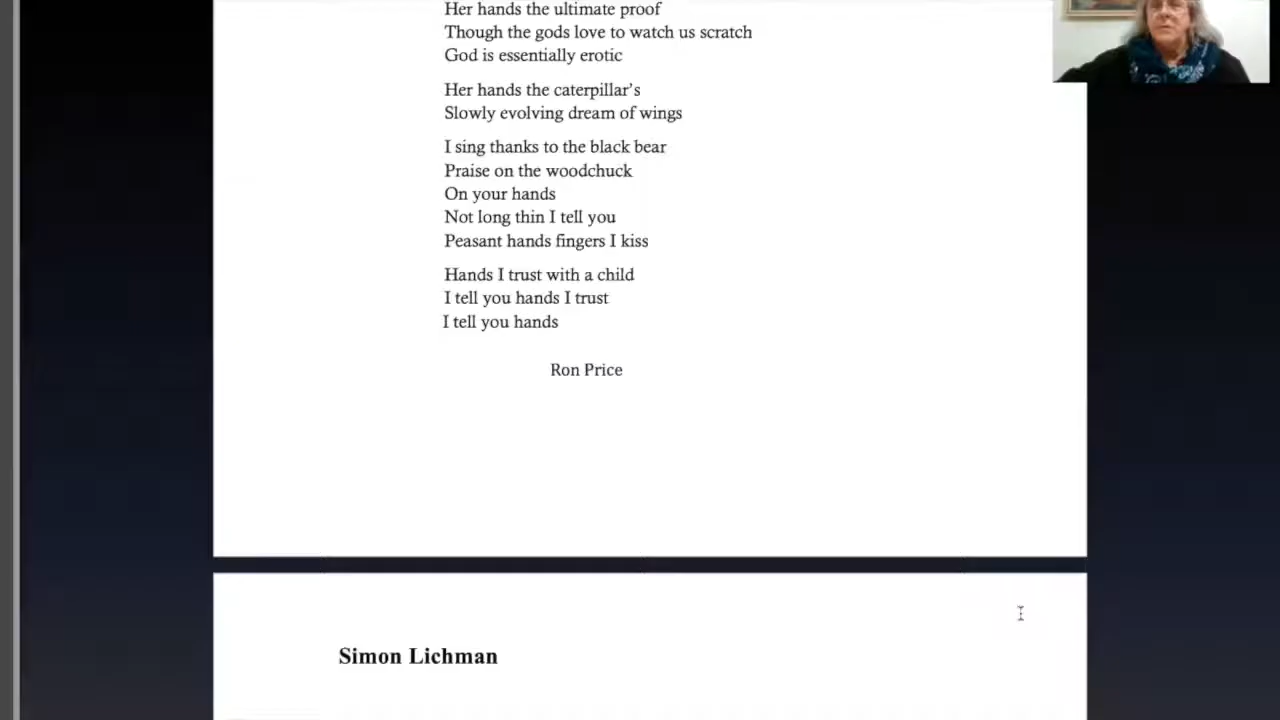 Her hands the ultimate proof
Though the gods love to watch us scratch
God is essentially erotic
Her hands the caterpillar’s
Slowly evolving dream of wings
I sing thanks to the black bear
Praise on the woodchuck
On your hands
Not long thin I tell you
Peasant hands fingers I kiss
Hands I trust with a child
I tell you hands I trust
I tell you hands
Ron Price
Simon Lichman